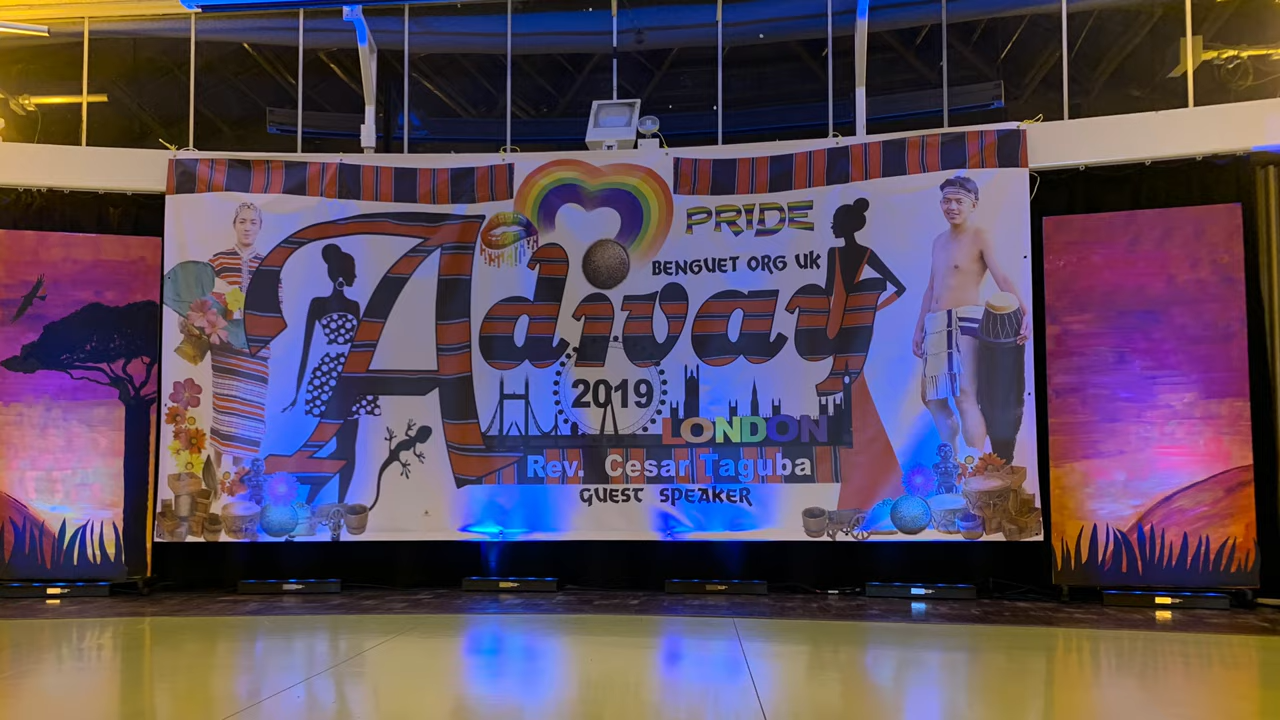 PRIDE
BENGUET ORG UK
Adivay
2019
LONDON
Rev. Cesar Taguba
GUEST SPEAKER